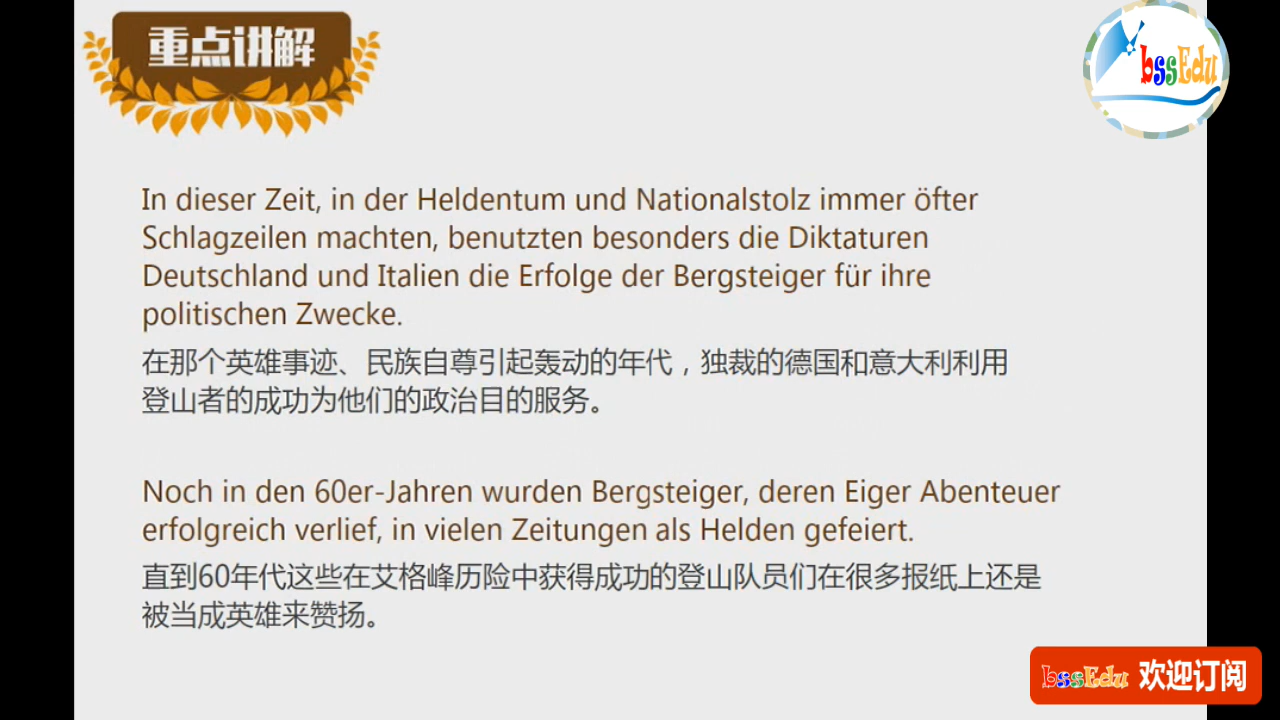 重点讲解
bssEdu
In dieser Zeit, in der Heldentum und Nationalstolz immer öfter
Schlagzeilen machten, benutzten besonders die Diktaturen
Deutschland und Italien die Erfolge der Bergsteiger für ihre
politischen Zwecke.
在那个英雄事迹、民族自尊引起轰动的年代，独裁的德国和意大利利用
登山者的成功为他们的政治目的服务。
Noch in den 60er-Jahren wurden Bergsteiger, deren Eiger Abenteuer
erfolgreich verlief, in vielen Zeitungen als Helden gefeiert.
直到60年代这些在艾格峰历险中获得成功的登山队员们在很多报纸上还是
被当成英雄来赞扬。
bssEdu 欢迎订阅